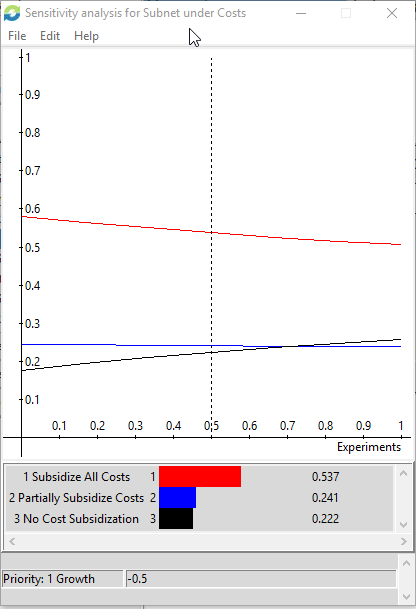 Sensitivity analysis for Subnet under Costs
File Edit Help
1
0.9
0.8
0.7
0.6
0.5
0.4
0.3
0.2
0.1
0.1 0.2 0.3 0.4 0.5 0.6 0.7 0.8 0.9 1
Experiments
1 Subsidize All Costs 1 0.537
2 Partially Subsidize Costs 2 0.241
3 No Cost Subsidization 3 0.222
Priority: 1 Growth -0.5